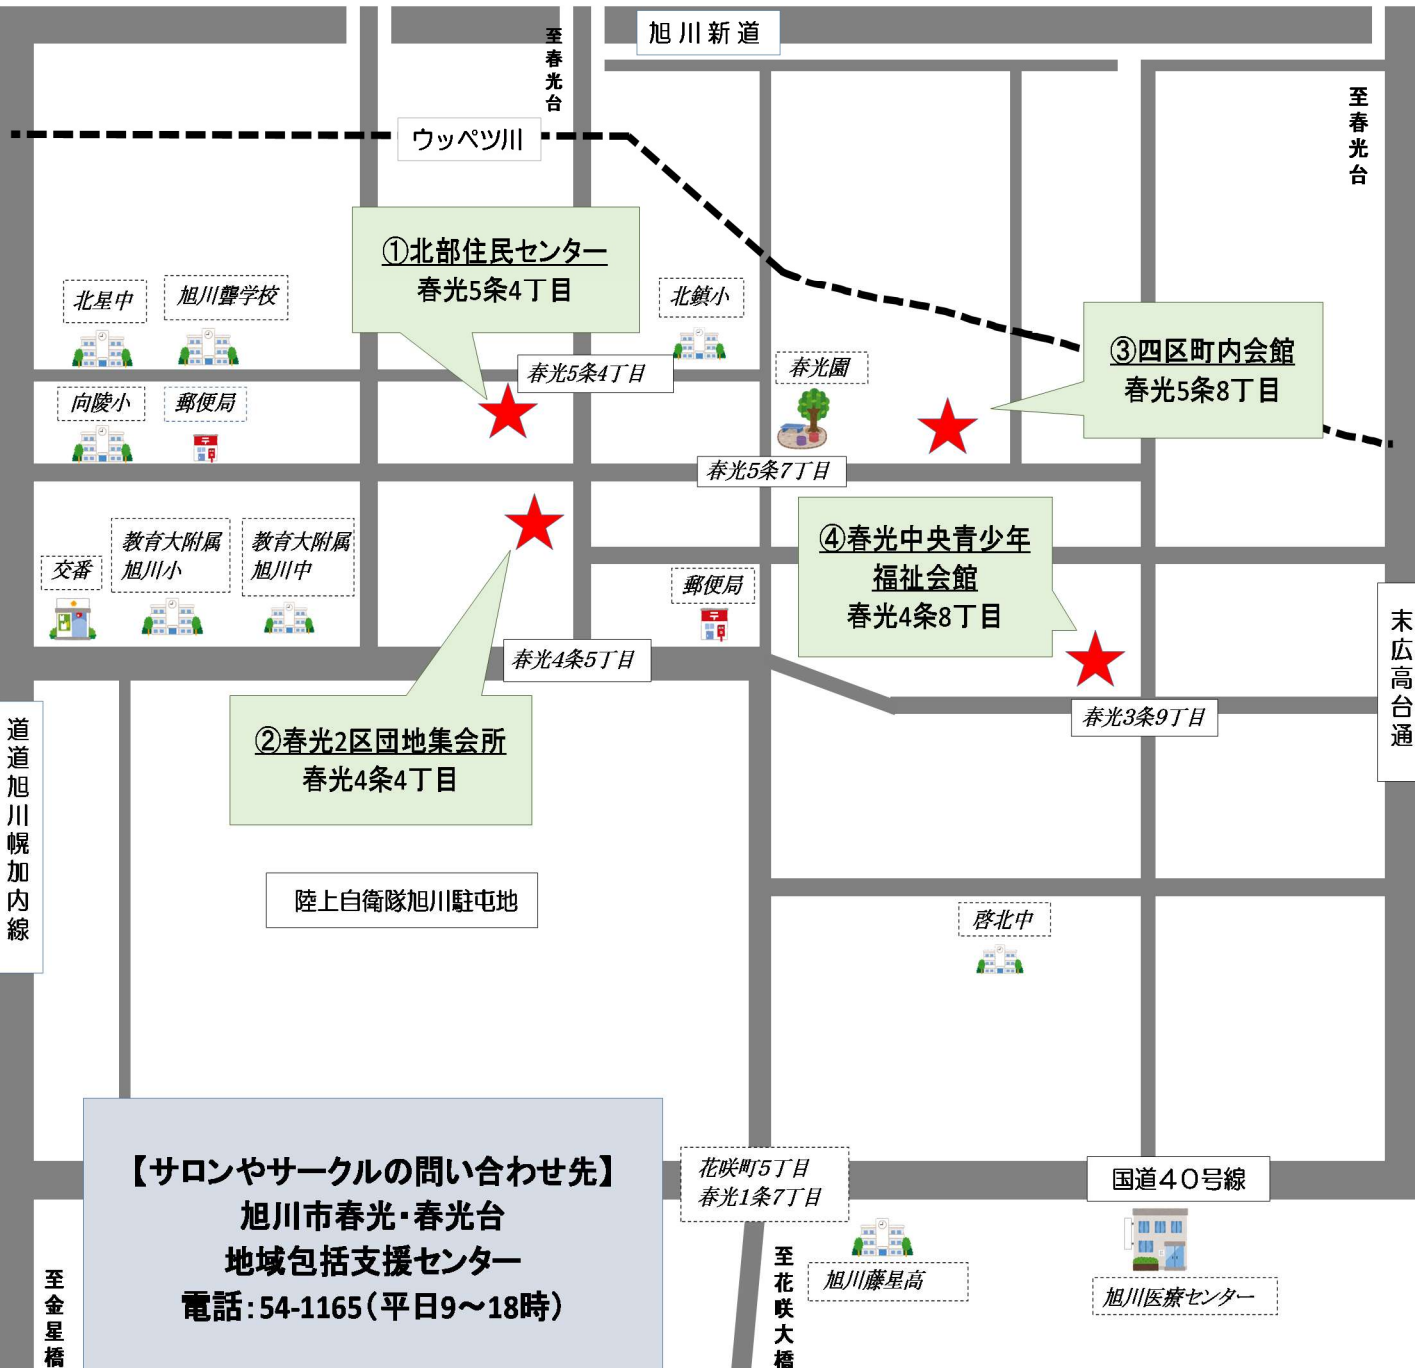 旭川新道
至春光台
至春光台
ウッペツ川
①北部住民センター
春光5条4丁目
北星中
旭川聾学校
北鎮小
③四区町内会館
春光5条8丁目
春光5条4丁目
春光園
向陵小
郵便局
春光5条7丁目
④春光中央青少年
福祉会館
春光4条8丁目
交番
教育大附属
旭川小
教育大附属
旭川中
郵便局
末広高台通
春光4条5丁目
春光3条9丁目
道道旭川幌加内線
②春光2区団地集会所
春光4条4丁目
陸上自衛隊旭川駐屯地
啓北中
【サロンやサークルの問い合わせ先】
旭川市春光・春光台
地域包括支援センター
電話：54-1165（平日9～18時）
花咲町5丁目
春光1条7丁目
国道４０号線
至金星橋
至花咲大橋
旭川藤星高
旭川医療センター